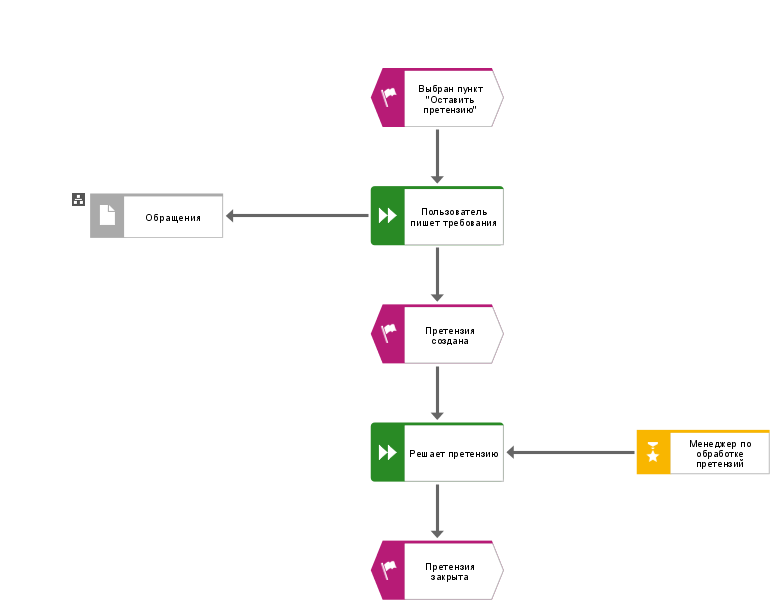 Выбран пункт
"Оставить
претензию"
Пользователь
пишет требования
Обращения
Претензия
создана
Решает претензию
Менеджер по
обработке
претензий
Претензия
закрыта